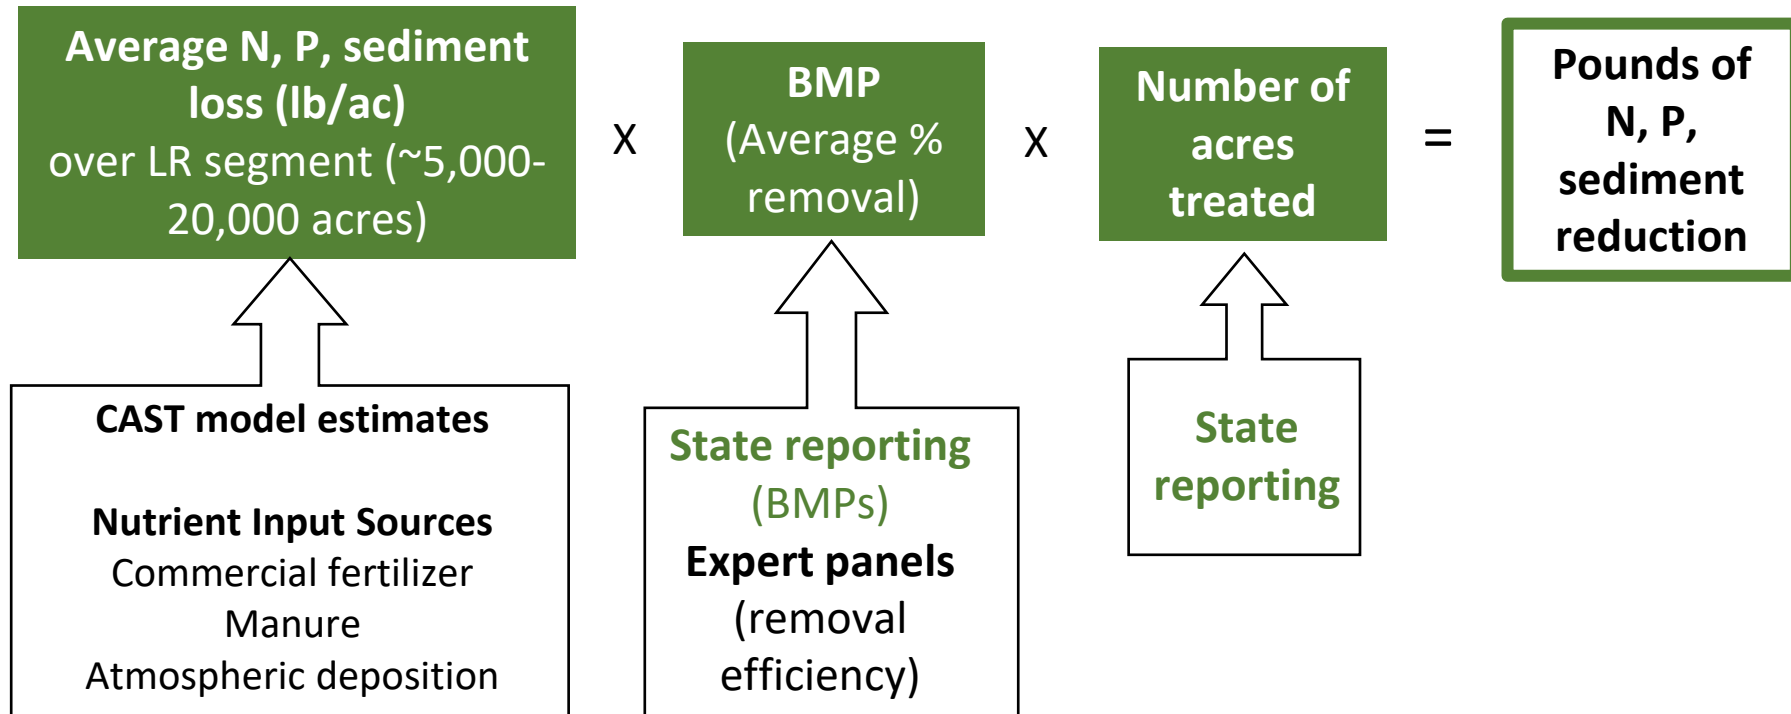 Average N, P, sediment
loss (lb/ac)
over LR segment (~5,000-
20,000 acres)
X
BMP
(Average %
removal)
X
Number of
acres
treated
=
Pounds of
N, P,
sediment
reduction
CAST model estimates
Nutrient Input Sources
Commercial fertilizer
Manure
Atmospheric deposition
State reporting
(BMPs)
Expert panels
(removal
efficiency)
State
reporting